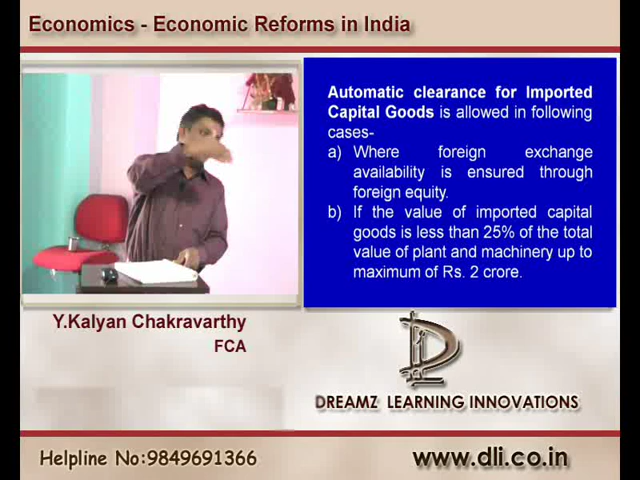 Economics - Economic Reforms in India
Automatic clearance for Imported
Capital Goods is allowed in following
cases-
a) Where foreign exchange
availability is ensured through
foreign equity.
b) If the value of imported capital
goods is less than 25% of the total
value of plant and machinery up to
maximum of Rs. 2 crore.
Y.Kalyan Chakravarthy
FCA
DREAMZ LEARNING INNOVATIONS
Helpline No:9849691366
www.dli.co.in